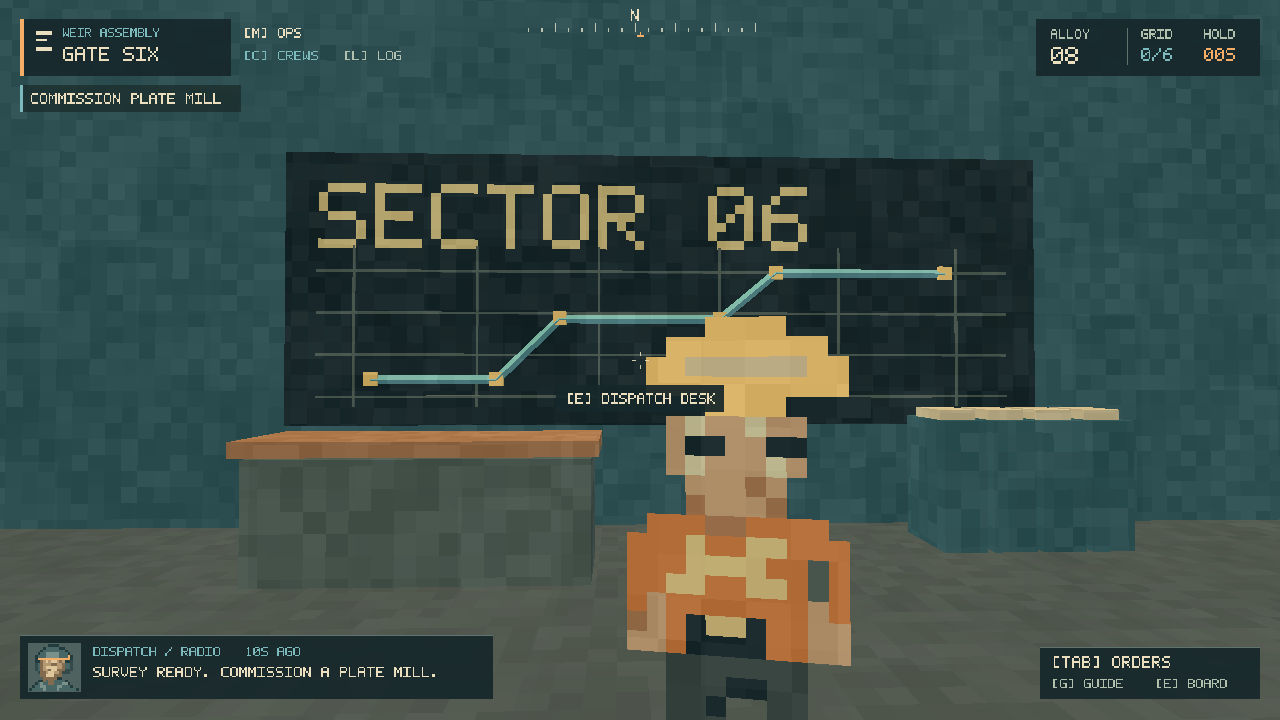 WEIR ASSEMBLY
GATE SIX
[M] OPS
[C] CREWS [L] LOG
COMMISSION PLATE MILL
N
ALLOY
08
GRID
0/6
HOLD
00S
SECTOR 06
[E] DISPATCH DESK
DISPATCH / RADIO 10S AGO
SURVEY READY. COMMISSION A PLATE MILL.
[TAB] ORDERS
[G] GUIDE [E] BOARD